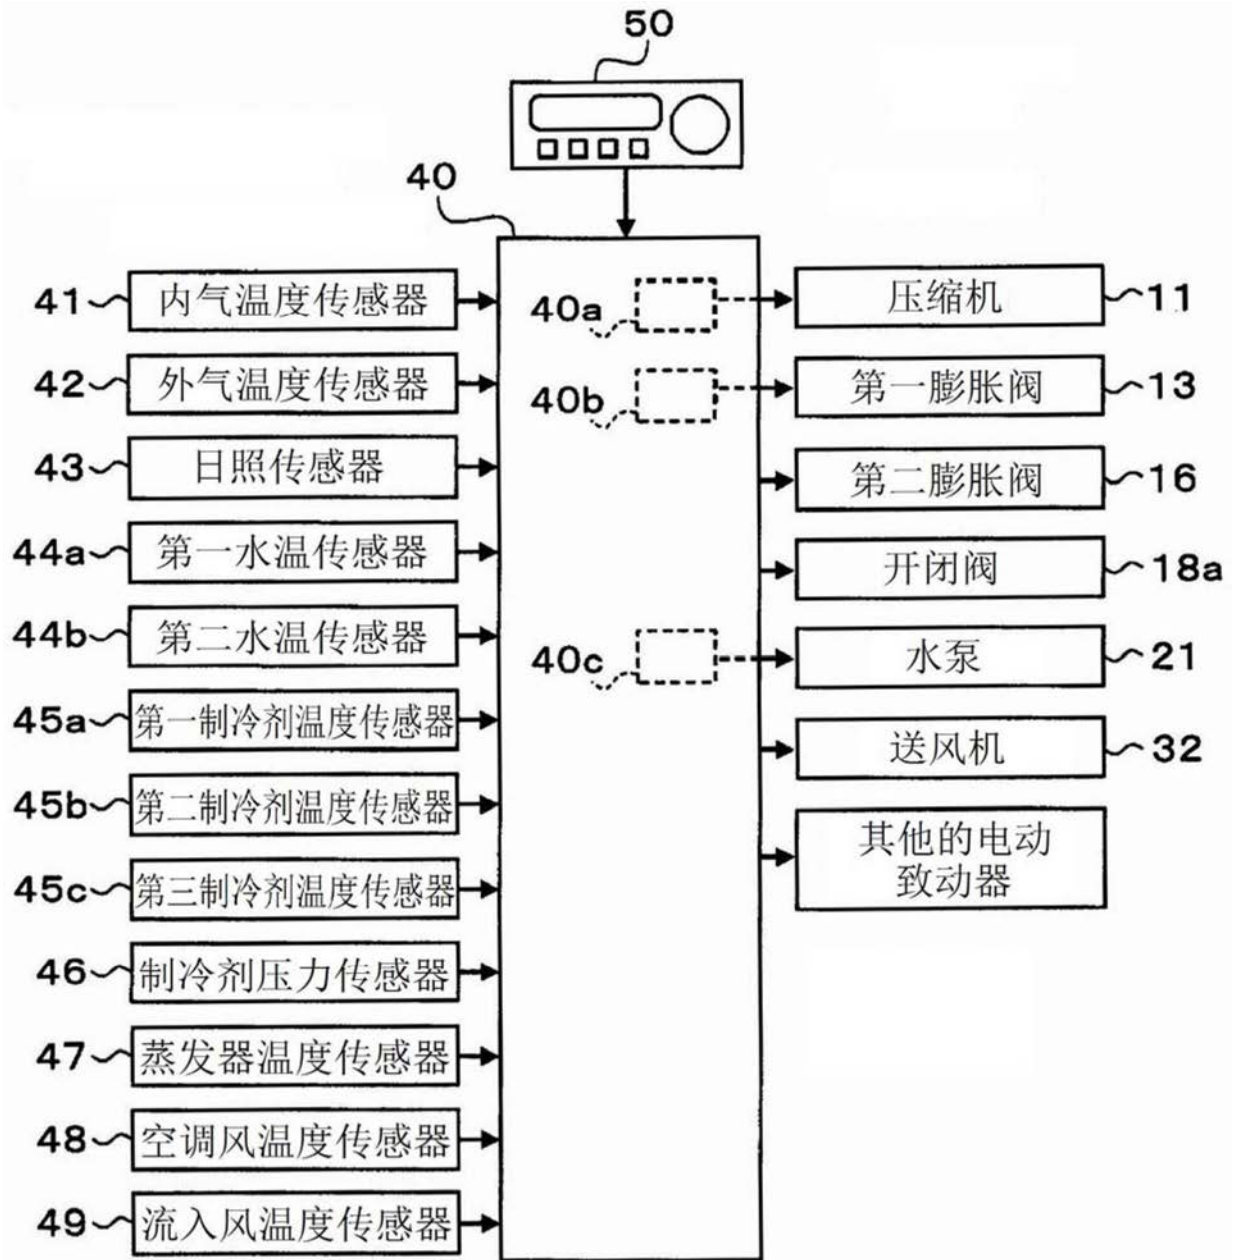 50
40
41 内气温度传感器
42 外气温度传感器
43 日照传感器
44a 第一水温传感器
44b 第二水温传感器
45a 第一制冷剂温度传感器
45b 第二制冷剂温度传感器
45c 第三制冷剂温度传感器
46 制冷剂压力传感器
47 蒸发器温度传感器
48 空调风温度传感器
49 流入风温度传感器
40a
40b
40c
压缩机 11
第一膨胀阀 13
第二膨胀阀 16
开闭阀 18a
水泵 21
送风机 32
其他的电动
致动器